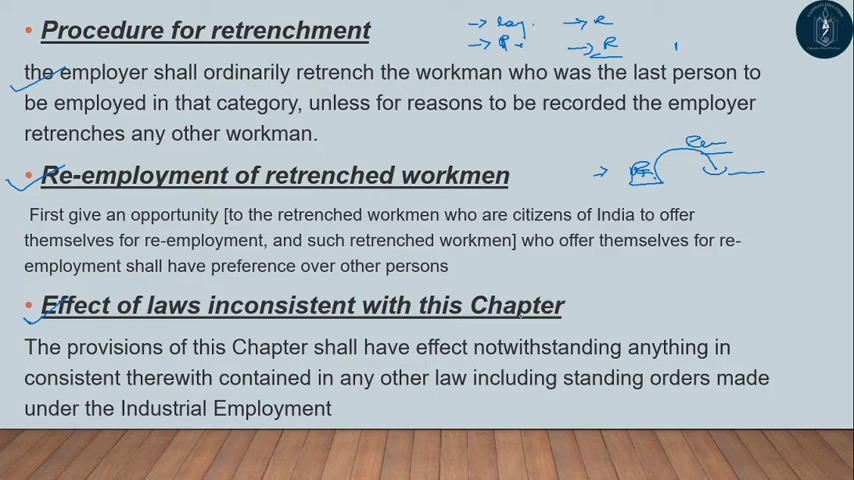 Procedure for retrenchment
the employer shall ordinarily retrench the workman who was the last person to
be employed in that category, unless for reasons to be recorded the employer
retrenches any other workman.
Re-employment of retrenched workmen
First give an opportunity [to the retrenched workmen who are citizens of India to offer
themselves for re-employment, and such retrenched workmen] who offer themselves for re-
employment shall have preference over other persons
Effect of laws inconsistent with this Chapter
The provisions of this Chapter shall have effect notwithstanding anything in
consistent therewith contained in any other law including standing orders made
under the Industrial Employment